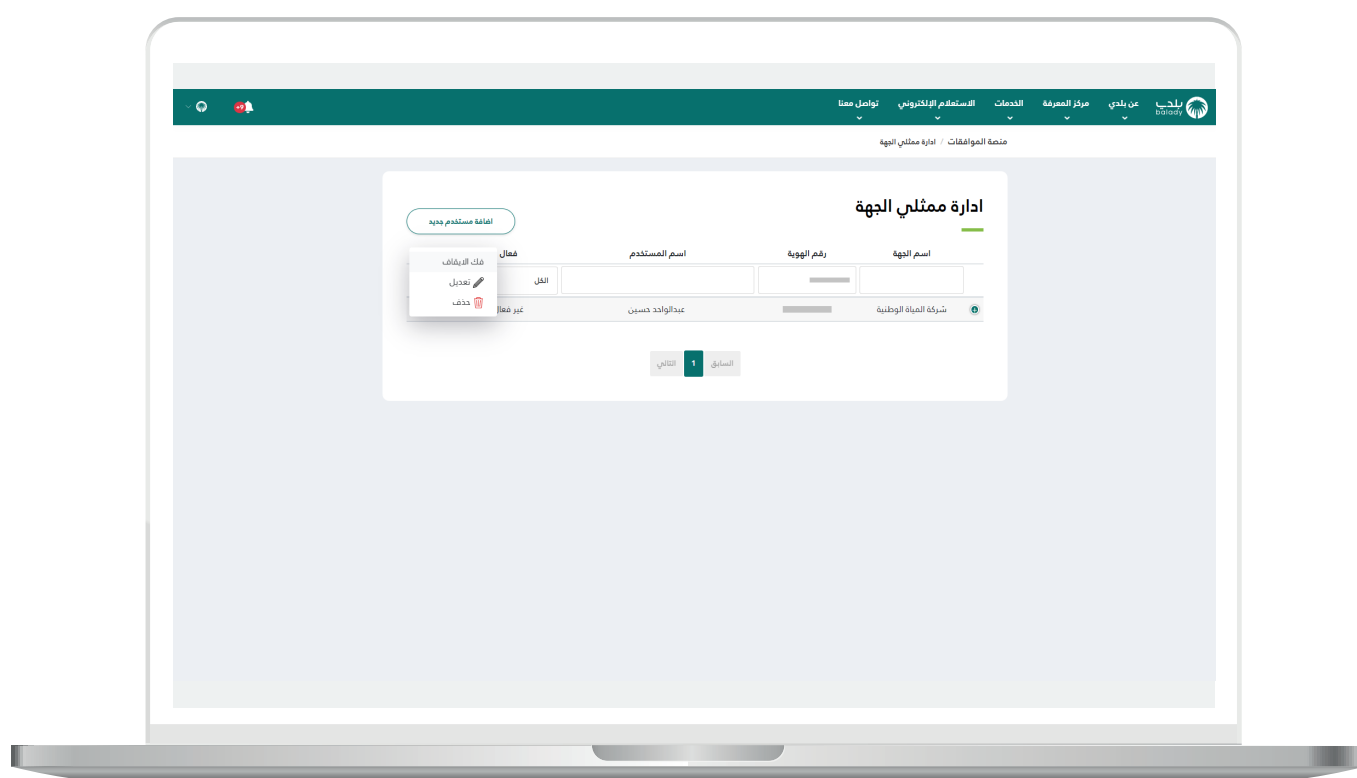 بلدي
balady
عن بلدي مركز المعرفة الخدمات الاستعلام الإلكتروني تواصل معنا
+9
منصة الموافقات / ادارة ممثلي الجهة
ادارة ممثلي الجهة
اضافة مستخدم جديد
اسم الجهة رقم الهوية اسم المستخدم فعال
الكل
شركة المياة الوطنية عبدالواحد حسين غير فعال
فك الايقاف
تعديل
حذف
السابق 1 التالي